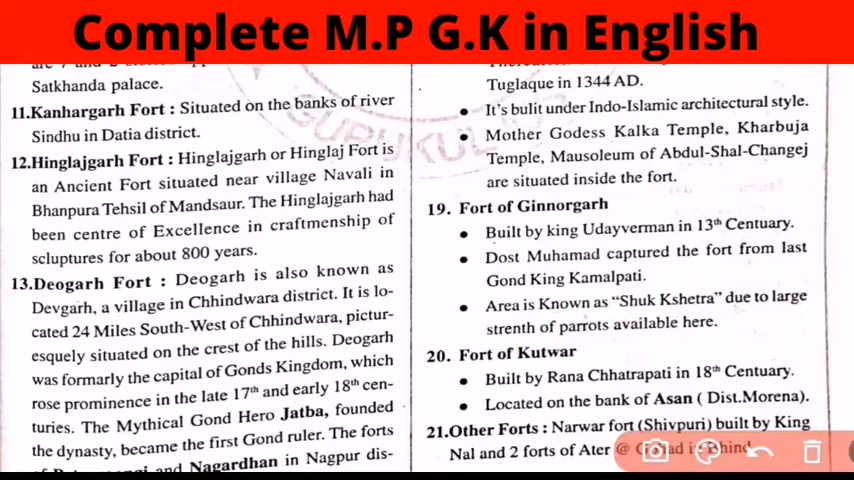 Complete M.P G.K in English
Satkhanda palace.
11.Kanhargarh Fort : Situated on the banks of river
Sindhu in Datia district.
12.Hinglajgarh Fort : Hinglajgarh or Hinglaj Fort is
an Ancient Fort situated near village Navali in
Bhanpura Tehsil of Mandsaur. The Hinglajgarh had
been centre of Excellence in craftmenship of
scluptures for about 800 years.
13.Deogarh Fort : Deogarh is also known as
Devgarh, a village in Chhindwara district. It is lo-
cated 24 Miles South-West of Chhindwara, pictur-
esquely situated on the crest of the hills. Deogarh
was formarly the capital of Gonds Kingdom, which
rose prominence in the late 17th and early 18th cen-
turies. The Mythical Gond Hero Jatba, founded
the dynasty, became the first Gond ruler. The forts
and Nagardhan in Nagpur dis-
Tuglaque in 1344 AD.
• It's bulit under Indo-Islamic architectural style.
• Mother Godess Kalka Temple, Kharbuja
Temple, Mausoleum of Abdul-Shal-Changej
are situated inside the fort.
19. Fort of Ginnorgarh
• Built by king Udayverman in 13th Centuary.
• Dost Muhamad captured the fort from last
Gond King Kamalpati.
• Area is Known as “Shuk Kshetra” due to large
strenth of parrots available here.
20. Fort of Kutwar
• Built by Rana Chhatrapati in 18th Centuary.
• Located on the bank of Asan ( Dist.Morena).
21.Other Forts : Narwar fort (Shivpuri) built by King
Nal and 2 forts of Ater @
GURUKUL